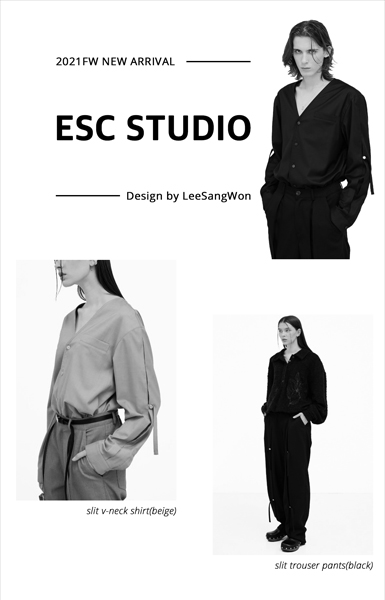 2021FW NEW ARRIVAL
ESC STUDIO
Design by LeeSangWon
slit v-neck shirt(beige)
slit trouser pants(black)